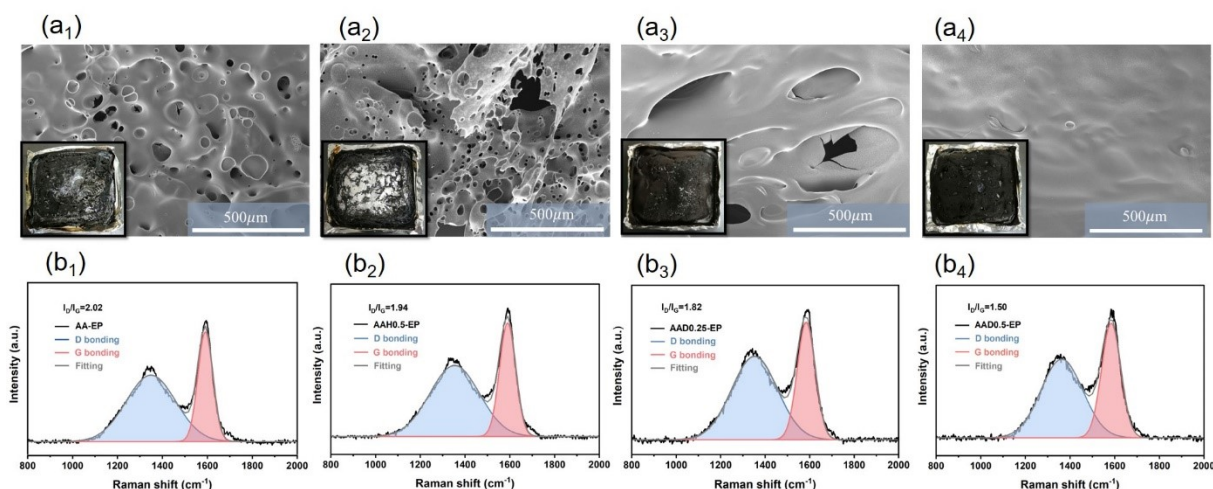 (a1)
(a2)
(a3)
(a4)
500μm
500μm
500μm
500μm
(b1)
(b2)
(b3)
(b4)
Intensity (a.u.)
ID/IG=2.02
AA-EP
D bonding
G bonding
Fitting
800 1000 1200 1400 1600 1800 2000
Raman shift (cm-1)
Intensity (a.u.)
ID/IG=1.94
AAH0.5-EP
D bonding
G bonding
Fitting
800 1000 1200 1400 1600 1800 2000
Raman shift (cm-1)
Intensity (a.u.)
ID/IG=1.82
AAD0.25-EP
D bonding
G bonding
Fitting
800 1000 1200 1400 1600 1800 2000
Raman shift (cm-1)
Intensity (a.u.)
ID/IG=1.50
AAD0.5-EP
D bonding
G bonding
Fitting
800 1000 1200 1400 1600 1800 2000
Raman shift (cm-1)